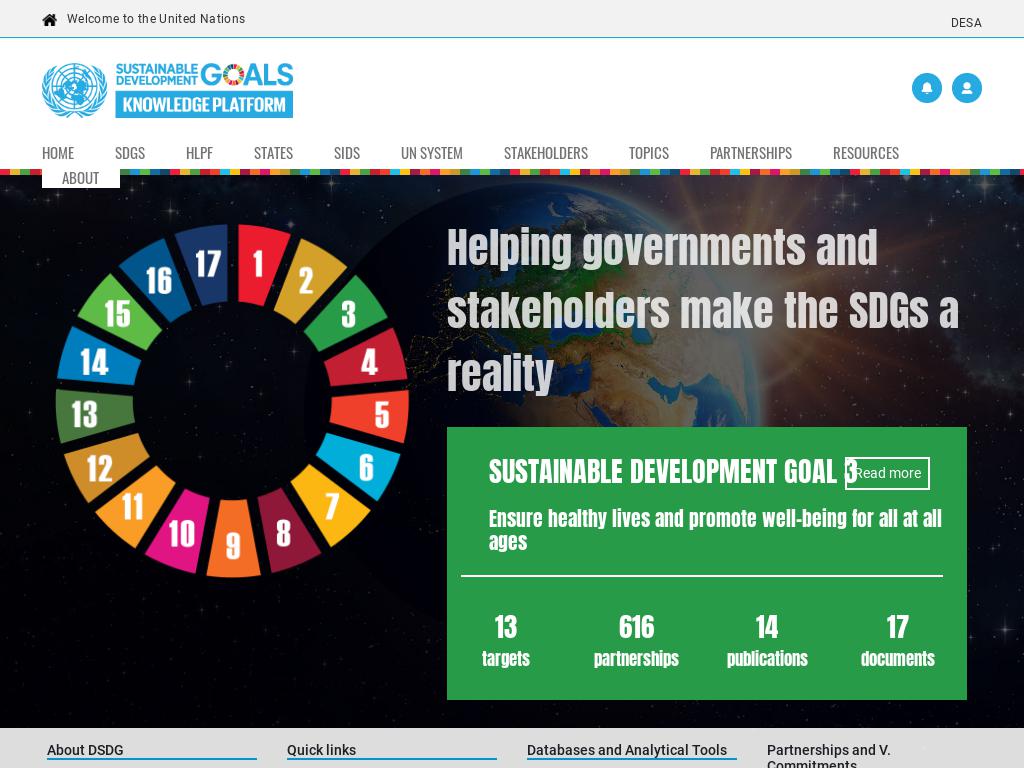 Welcome to the United Nations
DESA
SUSTAINABLE
DEVELOPMENT
GOALS
KNOWLEDGE PLATFORM
HOME
SDGS
HLPF
STATES
SIDS
UN SYSTEM
STAKEHOLDERS
TOPICS
PARTNERSHIPS
RESOURCES
ABOUT
1
2
3
4
5
6
7
8
9
10
11
12
13
14
15
16
17
Helping governments and
stakeholders make the SDGs a
reality
SUSTAINABLE DEVELOPMENT GOAL 3
Read more
Ensure healthy lives and promote well-being for all at all
ages
13
targets
616
partnerships
14
publications
17
documents
About DSDG
Quick links
Databases and Analytical Tools
Partnerships and V.
Commitments